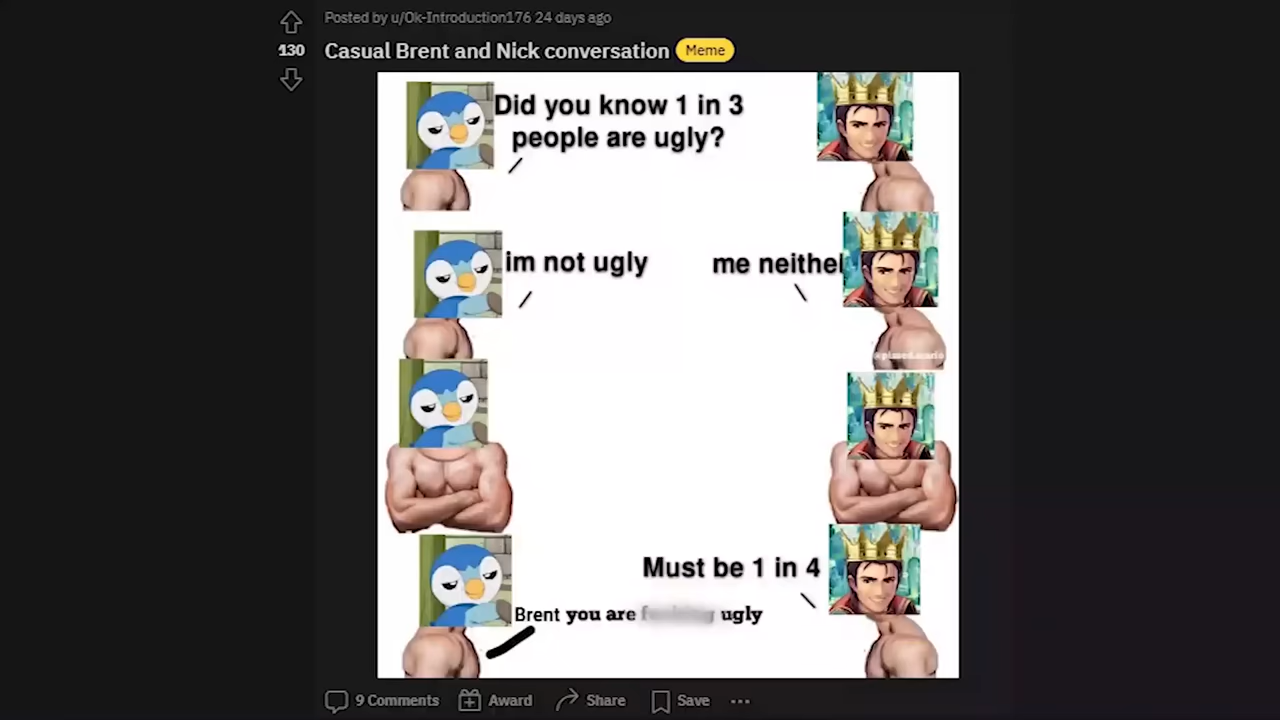 Posted by u/Ok-Introduction176 24 days ago
130
Casual Brent and Nick conversation Meme
Did you know 1 in 3
people are ugly?
im not ugly
me neithe
Must be 1 in 4
Brent you are ugly
9 Comments Award Share Save